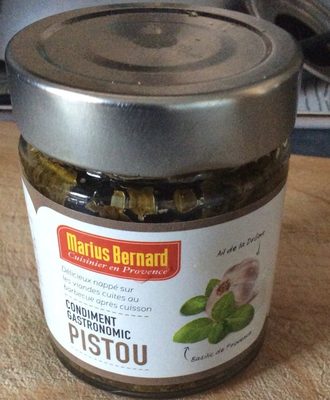 Marius Bernard
Cuisinier en Provence
Délicieux nappé sur
les viandes cuites au
barbecue après cuisson
CONDIMENT
GASTRONOMIC
PISTOU
Ail de la Drôme
Basilic de Provence